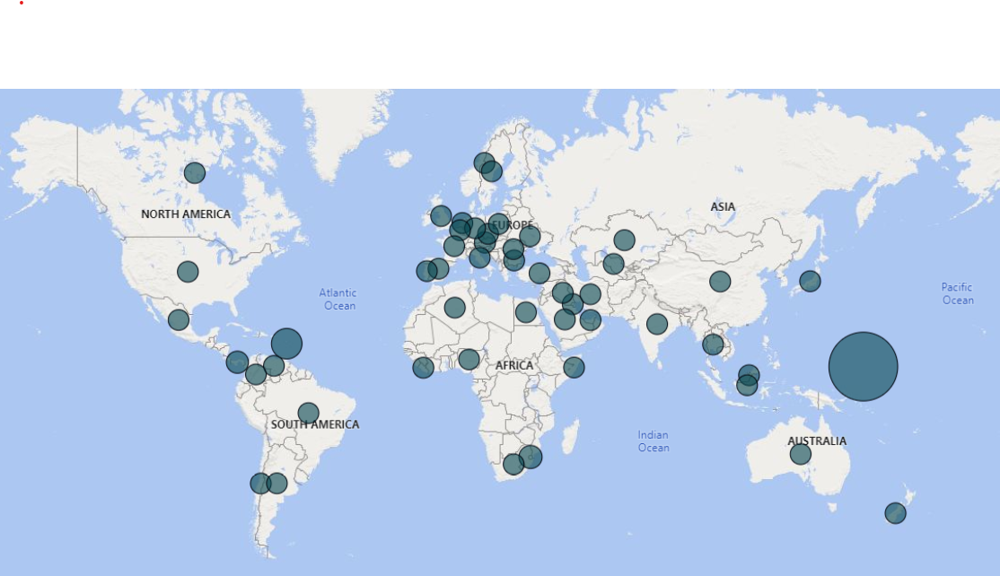 NORTH AMERICA
EUROPE
ASIA
Atlantic
Ocean
Pacific
Ocean
AFRICA
SOUTH AMERICA
Indian
Ocean
AUSTRALIA